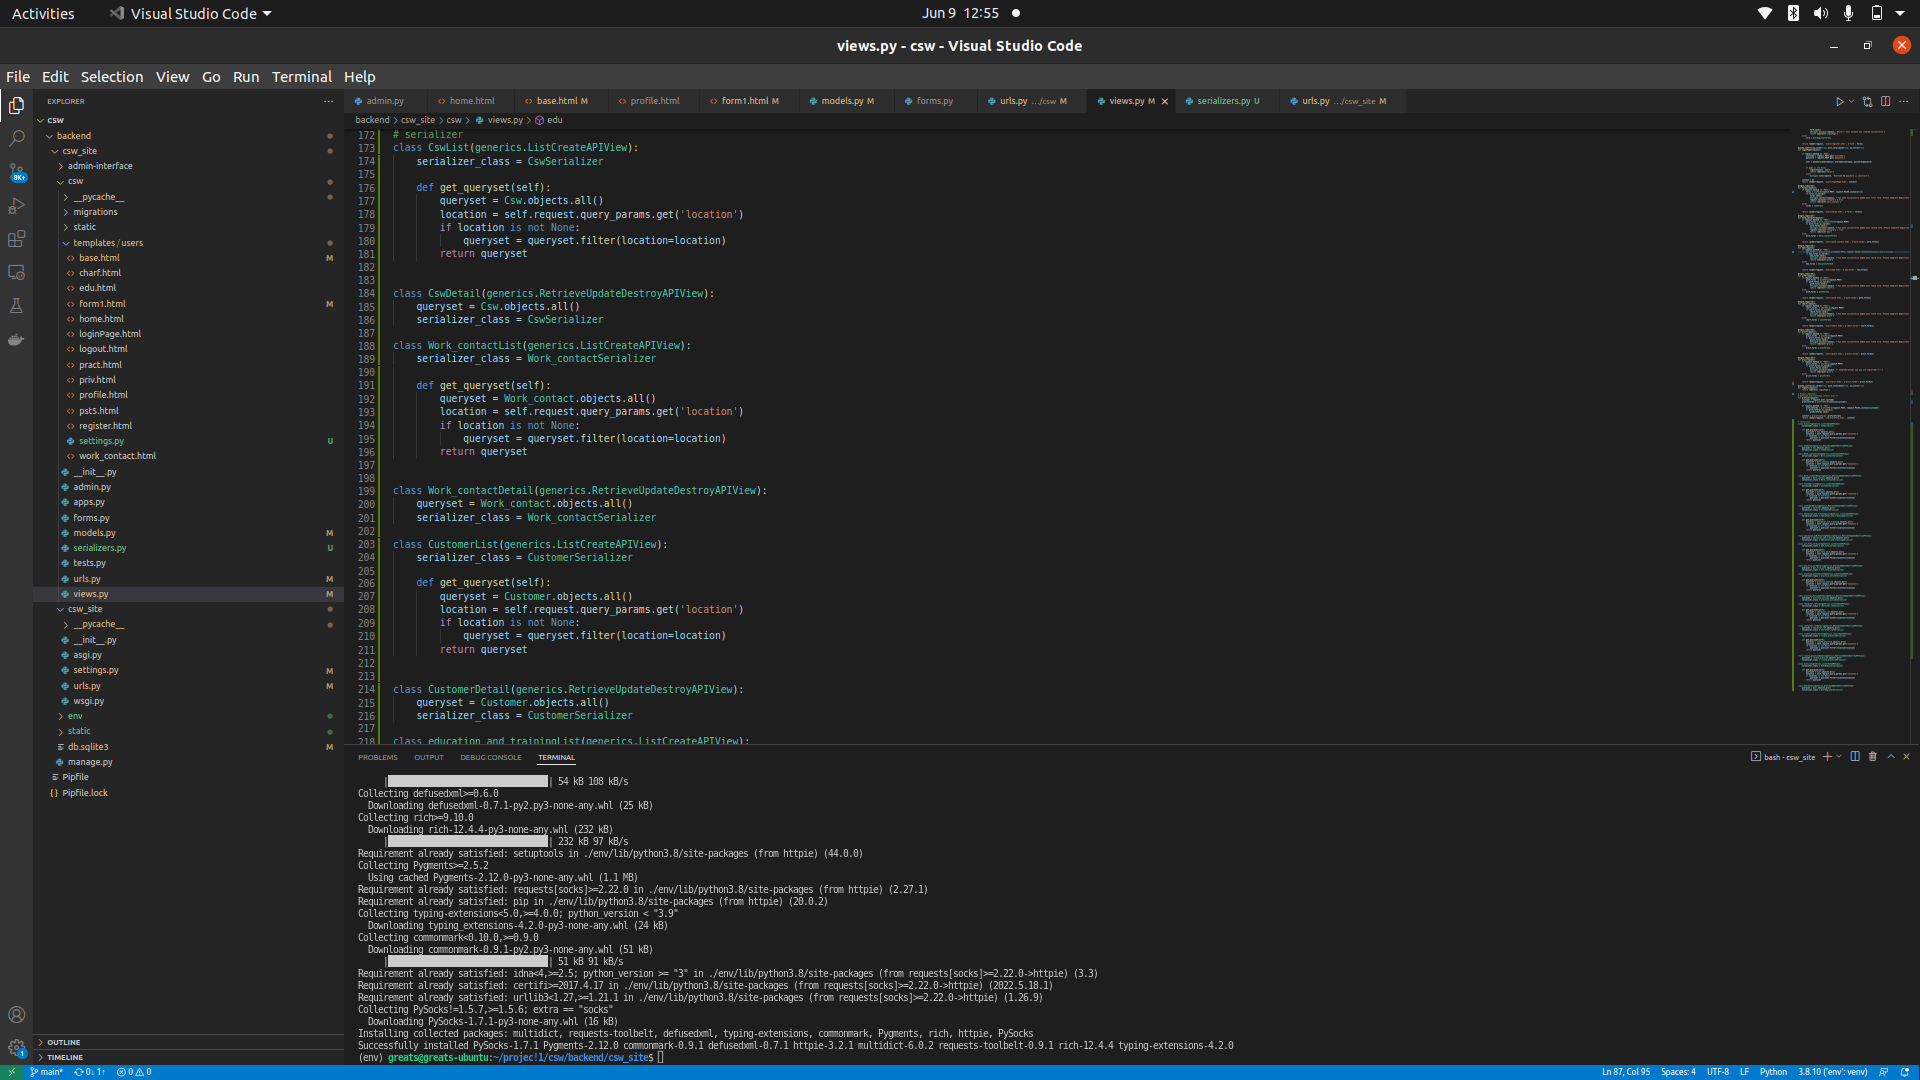 Activities
Visual Studio Code
Jun 9 12:55
views.py - csw - Visual Studio Code
File Edit Selection View Go Run Terminal Help
EXPLORER
admin.py
home.html
base.html M
profile.html
form1.html M
models.py M
forms.py
urls.py .../csw M
views.py M
serializers.py U
urls.py .../csw_site M
backend > csw_site > csw > views.py > edu
CSW
backend
csw_site
admin-interface
csw
__pycache__
migrations
static
templates/users
base.html M
charf.html
edu.html
form1.html M
home.html
loginPage.html
logout.html
pract.html
priv.html
profile.html
pst5.html
register.html
settings.py U
work_contact.html
__init__.py
admin.py
apps.py
forms.py
models.py M
serializers.py U
tests.py
urls.py M
views.py M
csw_site
__pycache__
__init__.py
asgi.py
settings.py M
urls.py M
wsgi.py
env
static
db.sqlite3 M
manage.py
Pipfile
Pipfile.lock
OUTLINE
TIMELINE
8K+
1
172 # serializer
173 class CswList(generics.ListCreateAPIView):
174 serializer_class = CswSerializer
175
176 def get_queryset(self):
177 queryset = Csw.objects.all()
178 location = self.request.query_params.get('location')
179 if location is not None:
180 queryset = queryset.filter(location=location)
181 return queryset
182
183
184 class CswDetail(generics.RetrieveUpdateDestroyAPIView):
185 queryset = Csw.objects.all()
186 serializer_class = CswSerializer
187
188 class Work_contactList(generics.ListCreateAPIView):
189 serializer_class = Work_contactSerializer
190
191 def get_queryset(self):
192 queryset = Work_contact.objects.all()
193 location = self.request.query_params.get('location')
194 if location is not None:
195 queryset = queryset.filter(location=location)
196 return queryset
197
198
199 class Work_contactDetail(generics.RetrieveUpdateDestroyAPIView):
200 queryset = Work_contact.objects.all()
201 serializer_class = Work_contactSerializer
202
203 class CustomerList(generics.ListCreateAPIView):
204 serializer_class = CustomerSerializer
205
206 def get_queryset(self):
207 queryset = Customer.objects.all()
208 location = self.request.query_params.get('location')
209 if location is not None:
210 queryset = queryset.filter(location=location)
211 return queryset
212
213
214 class CustomerDetail(generics.RetrieveUpdateDestroyAPIView):
215 queryset = Customer.objects.all()
216 serializer_class = CustomerSerializer
217
218 class education_and_trainingList(generics.ListCreateAPIView):
PROBLEMS OUTPUT DEBUG CONSOLE TERMINAL
bash - csw_site
| 54 kB 108 kB/s
Collecting defusedxml>=0.6.0
Downloading defusedxml-0.7.1-py2.py3-none-any.whl (25 kB)
Collecting rich>=9.10.0
Downloading rich-12.4.4-py3-none-any.whl (232 kB)
| 232 kB 97 kB/s
Requirement already satisfied: setuptools in ./env/lib/python3.8/site-packages (from httpie) (44.0.0)
Collecting Pygments>=2.5.2
Using cached Pygments-2.12.0-py3-none-any.whl (1.1 MB)
Requirement already satisfied: requests[socks]>=2.22.0 in ./env/lib/python3.8/site-packages (from httpie) (2.27.1)
Requirement already satisfied: pip in ./env/lib/python3.8/site-packages (from httpie) (20.0.2)
Collecting typing-extensions<5.0,>=4.0.0; python_version < "3.9"
Downloading typing_extensions-4.2.0-py3-none-any.whl (24 kB)
Collecting commonmark<0.10.0,>=0.9.0
Downloading commonmark-0.9.1-py2.py3-none-any.whl (51 kB)
| 51 kB 91 kB/s
Requirement already satisfied: idna<4,>=2.5; python_version >= "3" in ./env/lib/python3.8/site-packages (from requests[socks]>=2.22.0->httpie) (3.3)
Requirement already satisfied: certifi>=2017.4.17 in ./env/lib/python3.8/site-packages (from requests[socks]>=2.22.0->httpie) (2022.5.18.1)
Requirement already satisfied: urllib3<1.27,>=1.21.1 in ./env/lib/python3.8/site-packages (from requests[socks]>=2.22.0->httpie) (1.26.9)
Collecting PySocks!=1.5.7,>=1.5.6; extra == "socks"
Downloading PySocks-1.7.1-py3-none-any.whl (16 kB)
Installing collected packages: multidict, requests-toolbelt, defusedxml, typing-extensions, commonmark, Pygments, rich, httpie, PySocks
Successfully installed PySocks-1.7.1 Pygments-2.12.0 commonmark-0.9.1 defusedxml-0.7.1 httpie-3.2.1 multidict-6.0.2 requests-toolbelt-0.9.1 rich-12.4.4 typing-extensions-4.2.0
(env) greats@greats-ubuntu:~/projec!1/csw/backend/csw_site$
main* 0↓ 1↑ 0 0
Ln 87, Col 95 Spaces: 4 UTF-8 LF Python 3.8.10 ('env': venv)